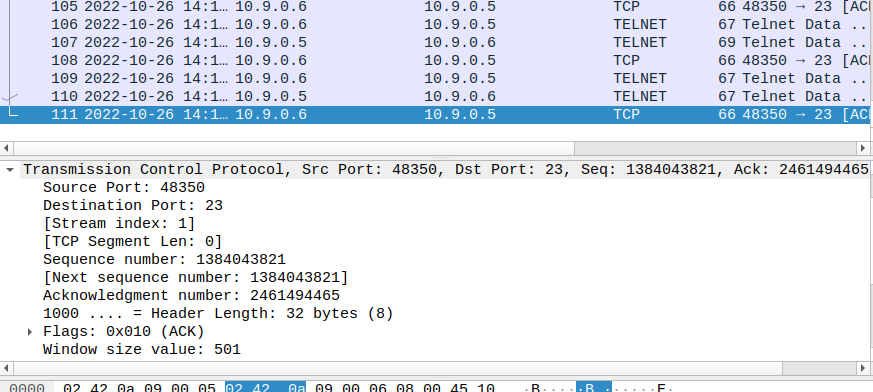 105 2022-10-26 14:1… 10.9.0.6 10.9.0.5 TCP 66 48350 → 23 [ACK
106 2022-10-26 14:1… 10.9.0.6 10.9.0.5 TELNET 67 Telnet Data ..
107 2022-10-26 14:1… 10.9.0.5 10.9.0.6 TELNET 69 Telnet Data ..
108 2022-10-26 14:1… 10.9.0.6 10.9.0.5 TCP 66 48350 → 23 [AC
109 2022-10-26 14:1… 10.9.0.6 10.9.0.5 TELNET 67 Telnet Data ..
110 2022-10-26 14:1… 10.9.0.5 10.9.0.6 TELNET 67 Telnet Data ..
111 2022-10-26 14:1… 10.9.0.6 10.9.0.5 TCP 66 48350 → 23 [AC
Transmission Control Protocol, Src Port: 48350, Dst Port: 23, Seq: 1384043821, Ack: 2461494465
Source Port: 48350
Destination Port: 23
[Stream index: 1]
[TCP Segment Len: 0]
Sequence number: 1384043821
[Next sequence number: 1384043821]
Acknowledgment number: 2461494465
1000 .... = Header Length: 32 bytes (8)
Flags: 0x010 (ACK)
Window size value: 501
0000 02 42 0a 09 00 05 02 42 0a 09 00 06 08 00 45 10 ·B·····B ······E·